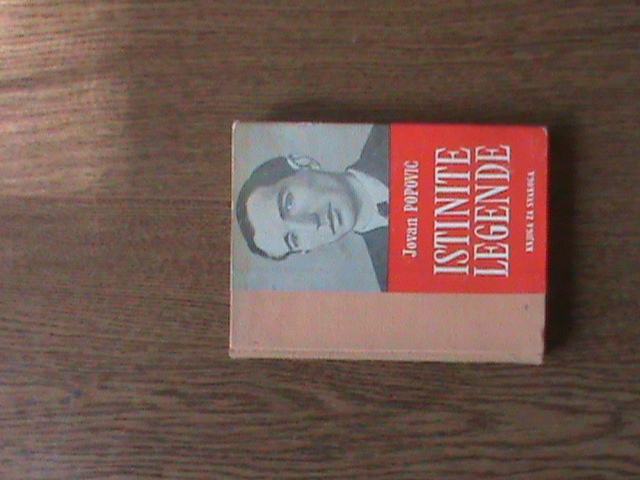 Jovan POPOVIĆ
ISTINITE
LEGENDE
KNJIGA ZA SVAKOGA